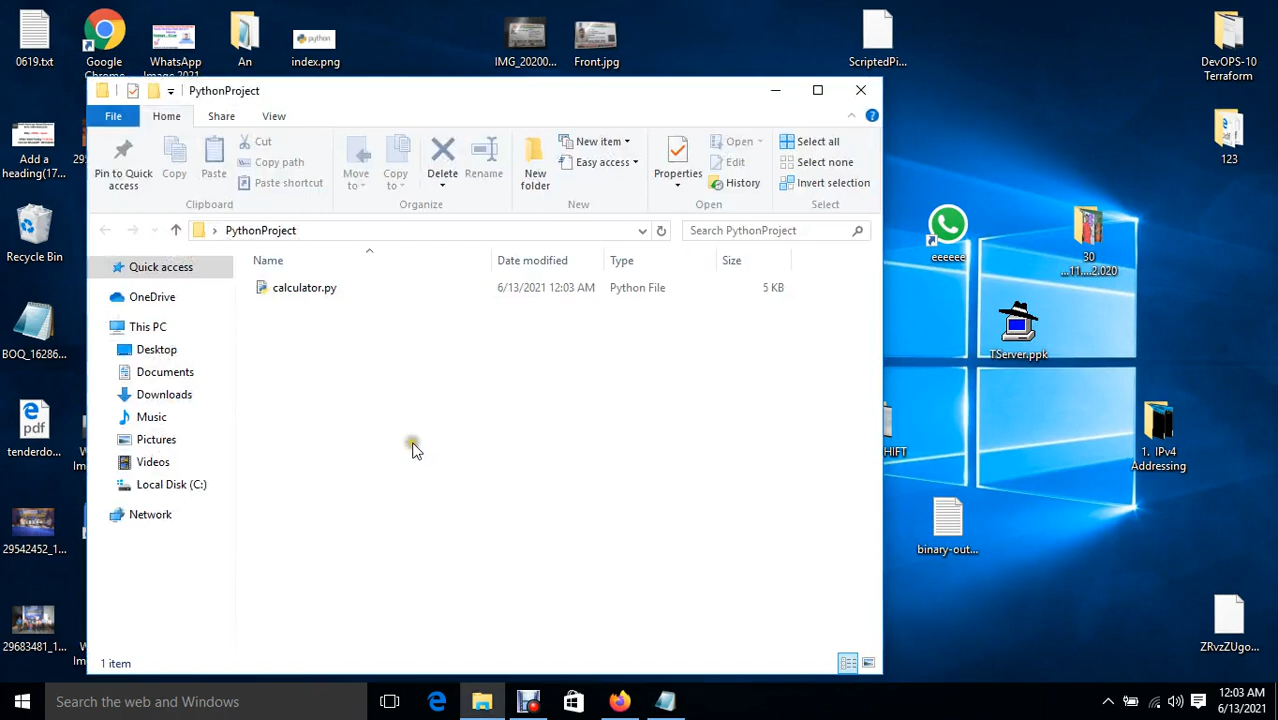 0619.txt
Google
Chrome
WhatsApp
Image 2021
An
index.png
IMG_20200...
Front.jpg
ScriptedPi...
DevOPS-10
Terraform
PythonProject
File
Home
Share
View
Pin to Quick
access
Copy
Paste
Cut
Copy path
Paste shortcut
Clipboard
Move
to
Copy
to
Delete
Rename
Organize
New
folder
New item
Easy access
New
Properties
Open
Edit
History
Open
Select all
Select none
Invert selection
Select
PythonProject
Search PythonProject
Name
Date modified
Type
Size
calculator.py
6/13/2021 12:03 AM
Python File
5 KB
Quick access
OneDrive
This PC
Desktop
Documents
Downloads
Music
Pictures
Videos
Local Disk (C:)
Network
1 item
Add a
heading(17...
Recycle Bin
BOQ_16286...
pdf
tenderdo...
29542452_1...
29683481_1...
123
eeeeee
30
...11....2.020
TServer.ppk
HIFT
1. IPv4
Addressing
binary-out...
ZRvzZUgo...
Search the web and Windows
12:03 AM
6/13/2021